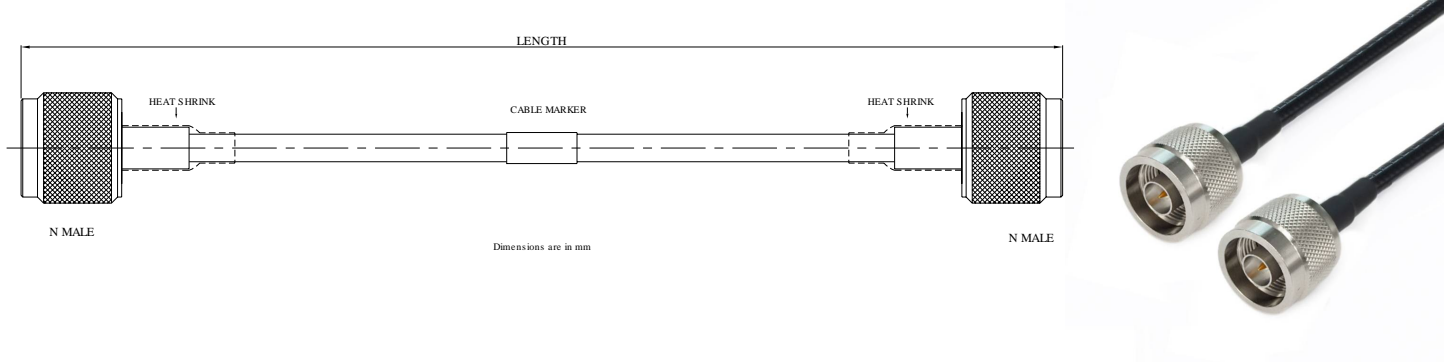 LENGTH
HEAT SHRINK
CABLE MARKER
HEAT SHRINK
N MALE
N MALE
Dimensions are in mm